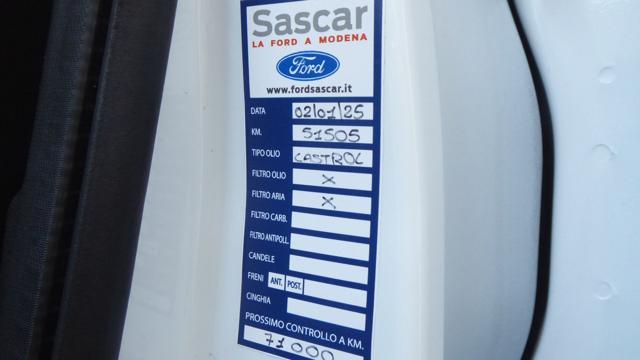 Sascar
LA FORD A MODENA
Ford
www.fordsascar.it
DATA 02/01/25
KM. 51505
TIPO OLIO CASTROL
FILTRO OLIO X
FILTRO ARIA X
FILTRO CARB.
FILTRO ANTIPOLL.
CANDELE
FRENI ANT. POST.
CINGHIA
PROSSIMO CONTROLLO A KM.
71000